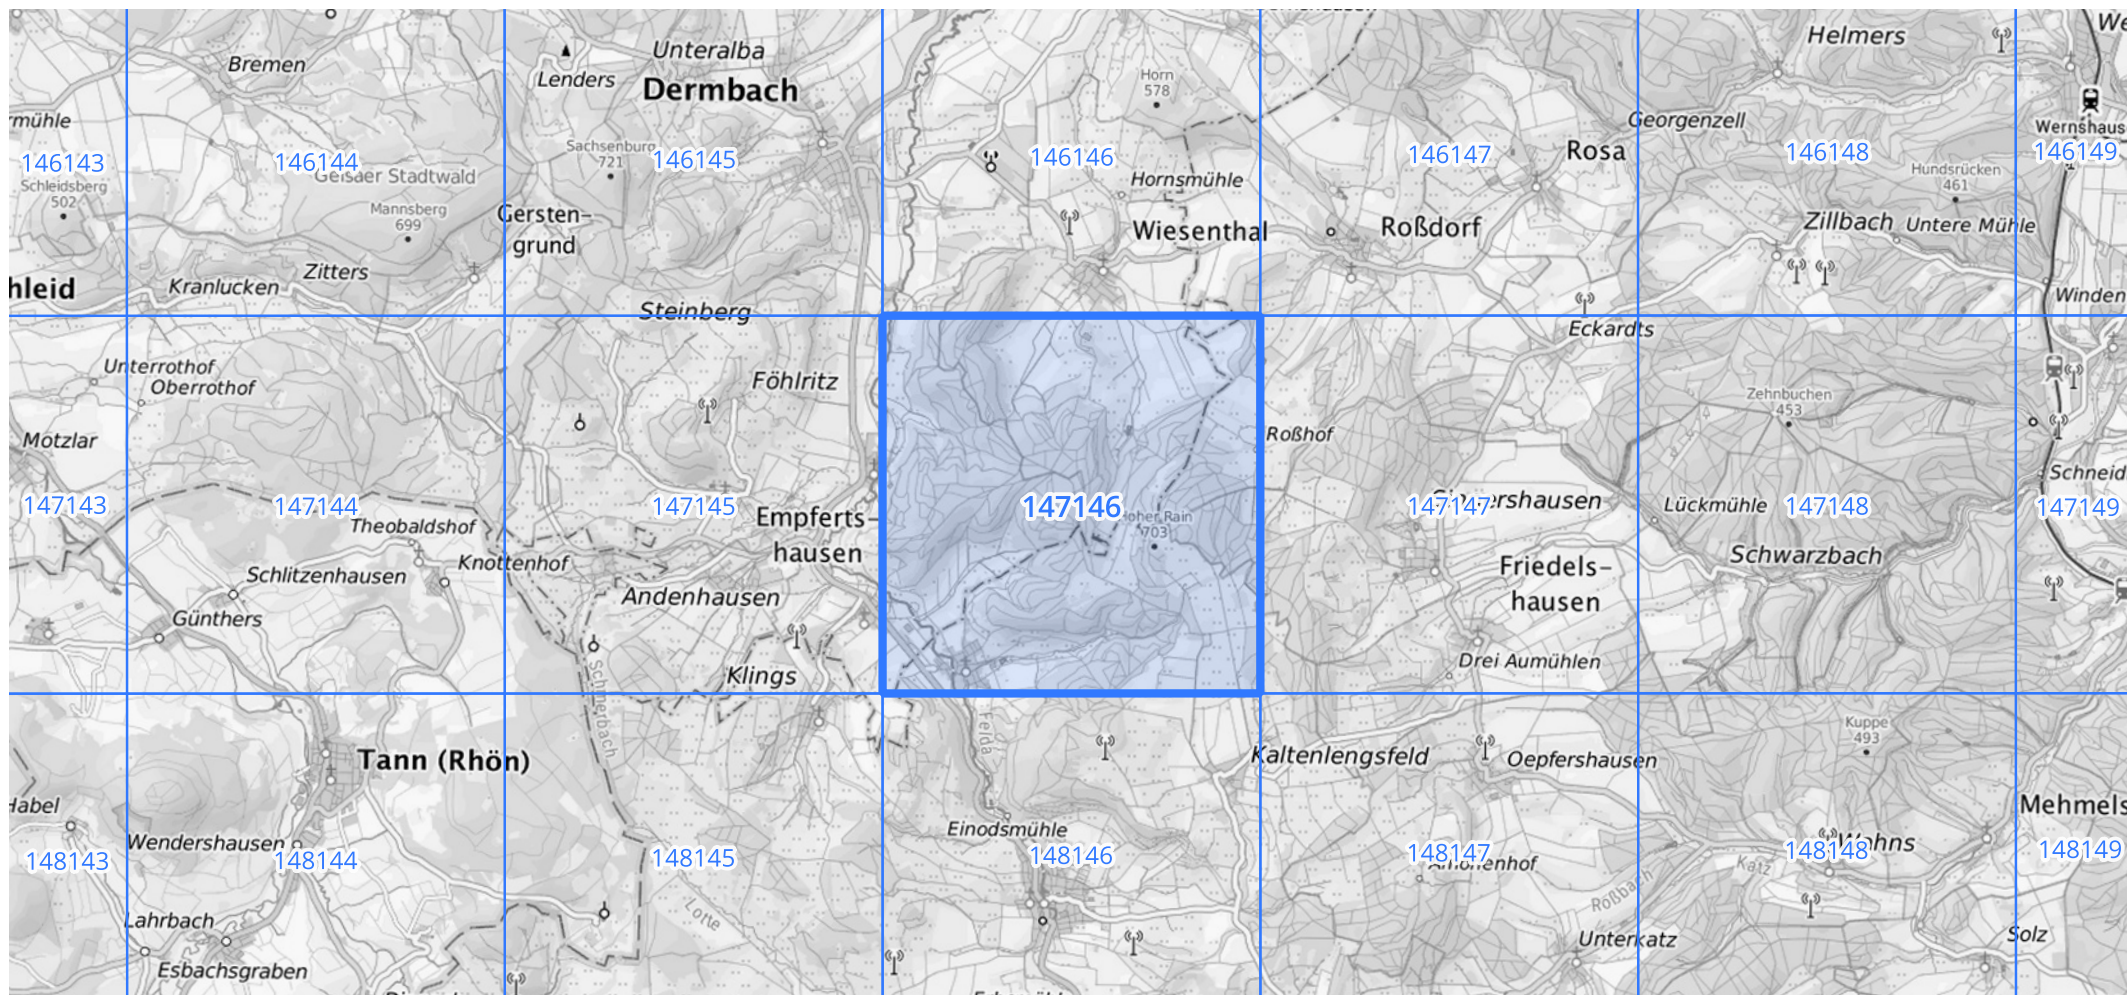 Helmers
Bremen
Unteralba
Lenders
Dermbach
Horn
578
Georgenzell
Rosa
Wernshaus
146143
146144
146145
146146
146147
146148
146149
Schleidsberg
502
Geisaer Stadtwald
Sachsenburg
721
Hornsmühle
Hundsrücken
461
Mannsberg
699
Gersten-
grund
Wiesenthal
Roßdorf
Zillbach
Untere Mühle
hleid
Kranlucken
Zitters
Steinberg
Winden
Eckardts
Unterrothof
Oberrothof
Föhlritz
Zehnbuchen
453
Motzlar
Roßhof
Schneid
147143
147144
147145
147146
147147
147148
147149
Theobaldshof
Empferts-
hausen
Hoher Rain
703
Lückmühle
Knottenhof
Schlitzenhausen
Andenhausen
Schwarzbach
Friedels-
hausen
Günthers
Klings
Schmerbach
Drei Aumühlen
Tann (Rhön)
Felda
Kaltenlengsfeld
Oepfershausen
Kuppe
493
Habel
Wendershausen
Einodsmühle
Mehmels
Wahns
148143
148144
148145
148146
148147
148148
148149
Amönenhof
Katz
Rößbach
Lahrbach
Lotte
Unterkatz
Solz
Esbachsgraben